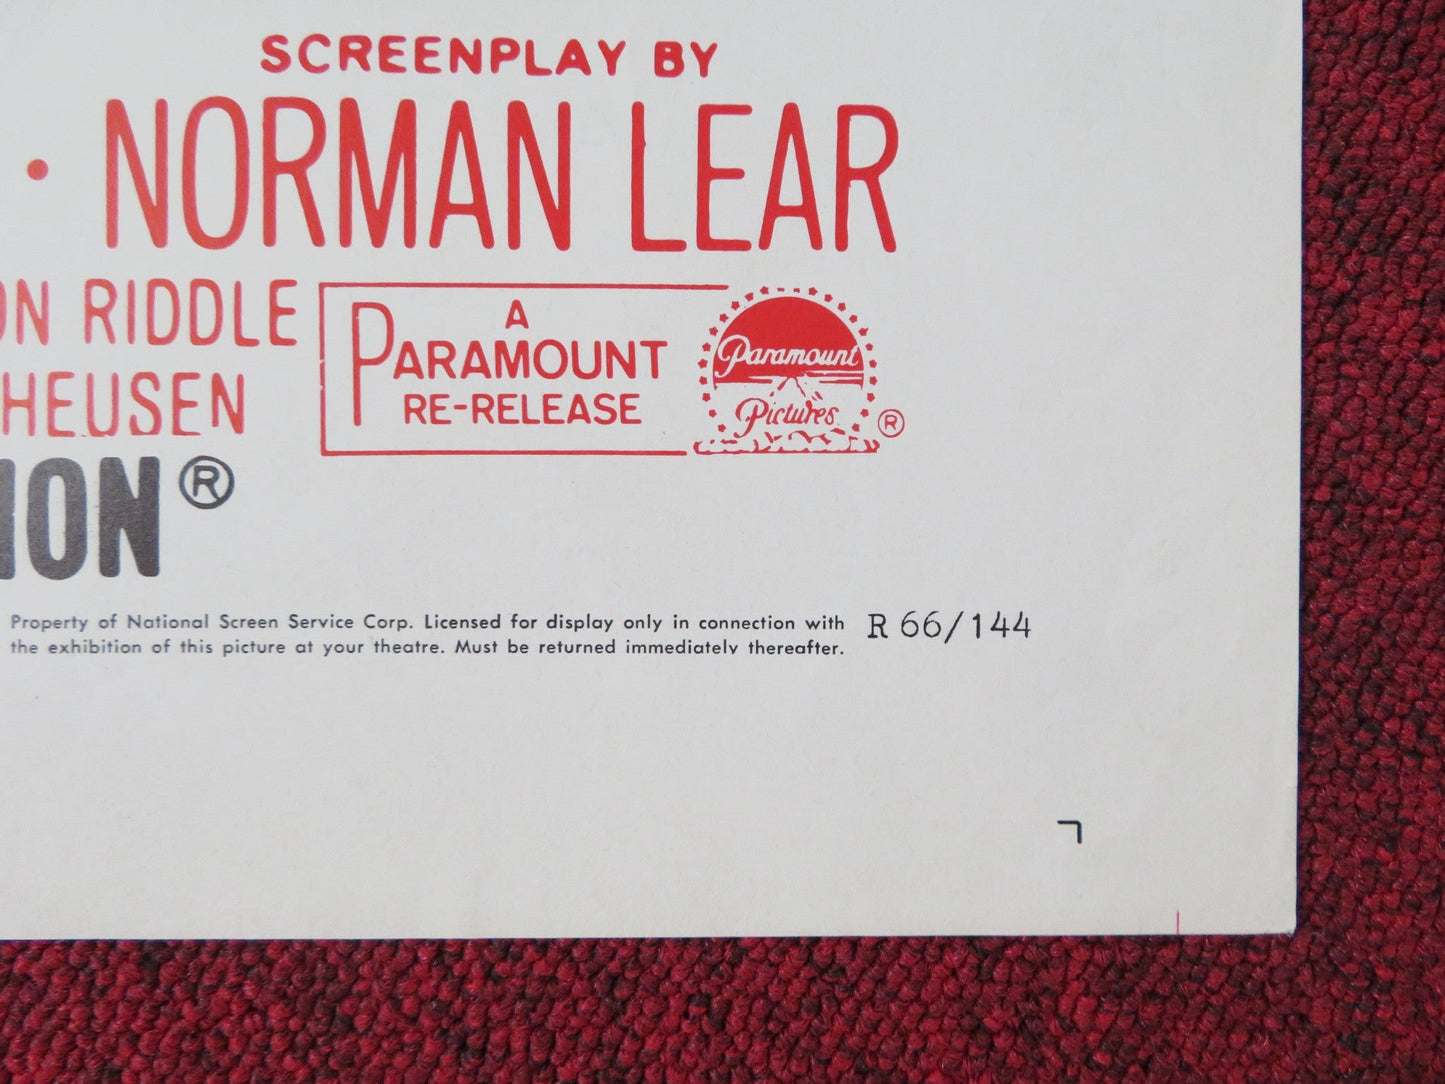 SCREENPLAY BY
· NORMAN LEAR
ON RIDDLE
HEUSEN
A
PARAMOUNT
RE-RELEASE
Paramount
Pictures
®
ION®
Property of National Screen Service Corp. Licensed for display only in connection with
the exhibition of this picture at your theatre. Must be returned immediately thereafter.
R 66/144